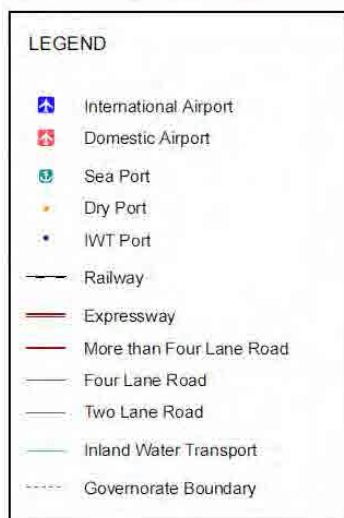 LEGEND
International Airport
Domestic Airport
Sea Port
Dry Port
IWT Port
Railway
Expressway
More than Four Lane Road
Four Lane Road
Two Lane Road
Inland Water Transport
Governorate Boundary